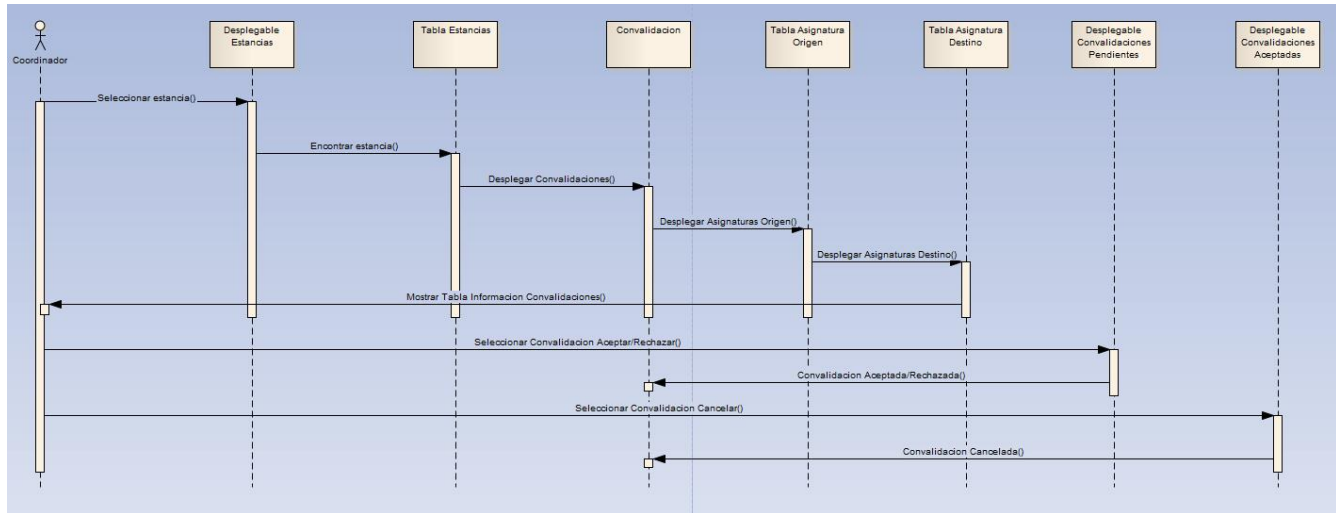 Coordinador
Desplegable
Estancias
Tabla Estancias
Convalidacion
Tabla Asignatura
Origen
Tabla Asignatura
Destino
Desplegable
Convalidaciones
Pendientes
Desplegable
Convalidaciones
Aceptadas
Seleccionar estancia()
Encontrar estancia()
Desplegar Convalidaciones()
Desplegar Asignaturas Origen()
Desplegar Asignaturas Destino()
Mostrar Tabla Informacion Convalidaciones()
Seleccionar Convalidacion Aceptar/Rechazar()
Convalidacion Aceptada/Rechazada()
Seleccionar Convalidacion Cancelar()
Convalidacion Cancelada()